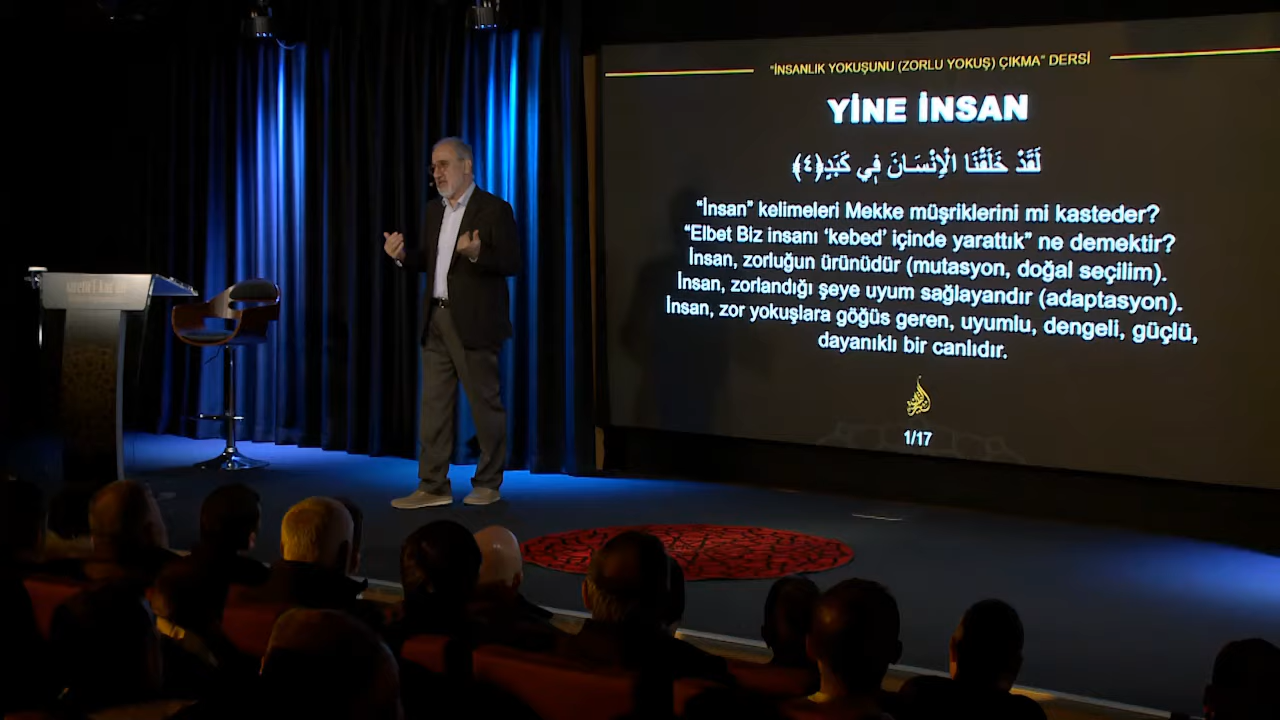 "İNSANLIK YOKUŞUNU (ZORLU YOKUŞ) ÇIKMA" DERSİ
YİNE İNSAN
لَقَدْ خَلَقْنَا الْاِنْسَانَ ف۪ي كَبَدٍ﴿٤﴾
"İnsan" kelimeleri Mekke müşriklerini mi kasteder?
"Elbet Biz insanı 'kebed' içinde yarattık" ne demektir?
İnsan, zorluğun ürünüdür (mutasyon, doğal seçilim).
İnsan, zorlandığı şeye uyum sağlayandır (adaptasyon).
İnsan, zor yokuşlara göğüs geren, uyumlu, dengeli, güçlü,
dayanıklı bir canlıdır.
1/17